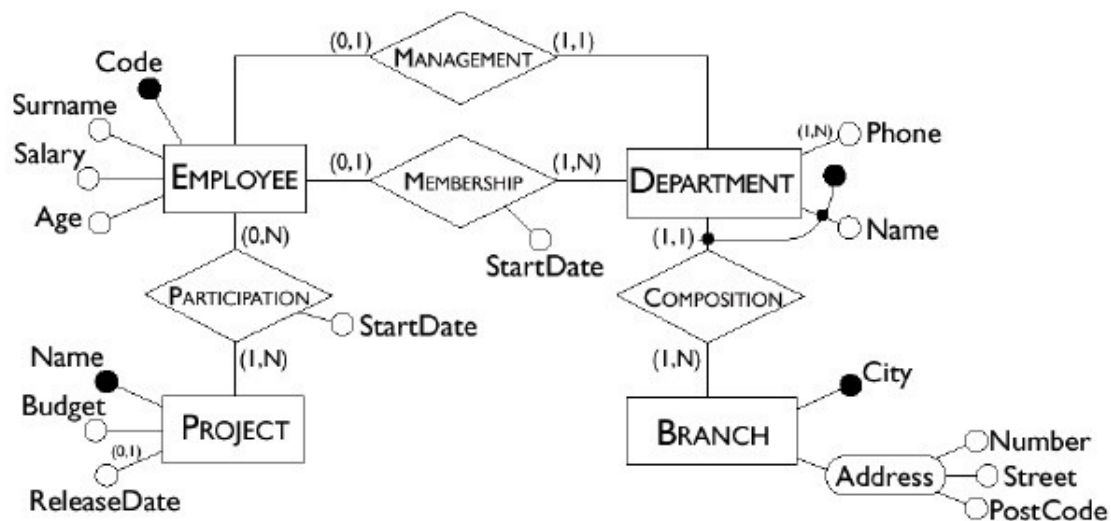 (0,1)
MANAGEMENT
(1,1)
Code
Surname
Salary
Age
EMPLOYEE
(0,1)
MEMBERSHIP
(1,N)
StartDate
DEPARTMENT
(1,N)
Phone
Name
(0,N)
PARTICIPATION
StartDate
(1,N)
(1,1)
COMPOSITION
(1,N)
Name
Budget
(0,1)
ReleaseDate
PROJECT
BRANCH
City
Address
Number
Street
PostCode